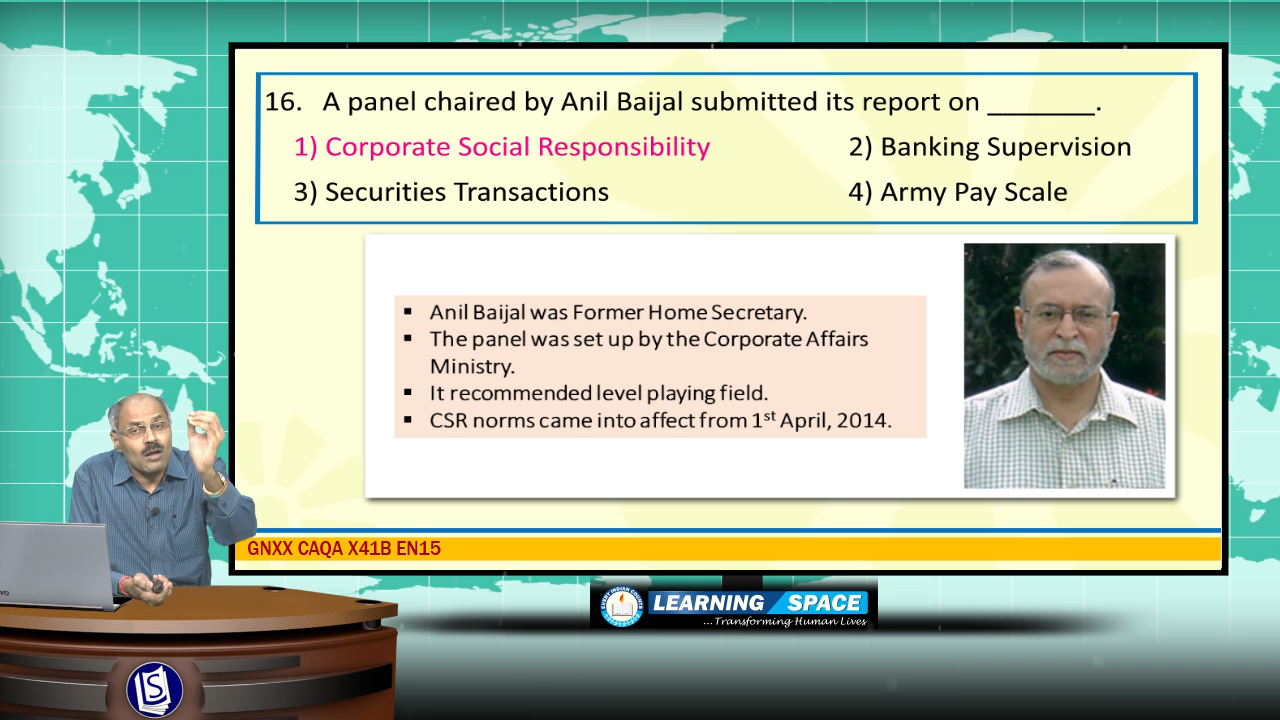 16. A panel chaired by Anil Baijal submitted its report on _______.
1) Corporate Social Responsibility 2) Banking Supervision
3) Securities Transactions 4) Army Pay Scale
▪ Anil Baijal was Former Home Secretary.
▪ The panel was set up by the Corporate Affairs
Ministry.
▪ It recommended level playing field.
▪ CSR norms came into affect from 1st April, 2014.
GNXX CAQA X41B EN15
LEARNING SPACE
...Transforming Human Lives
LS